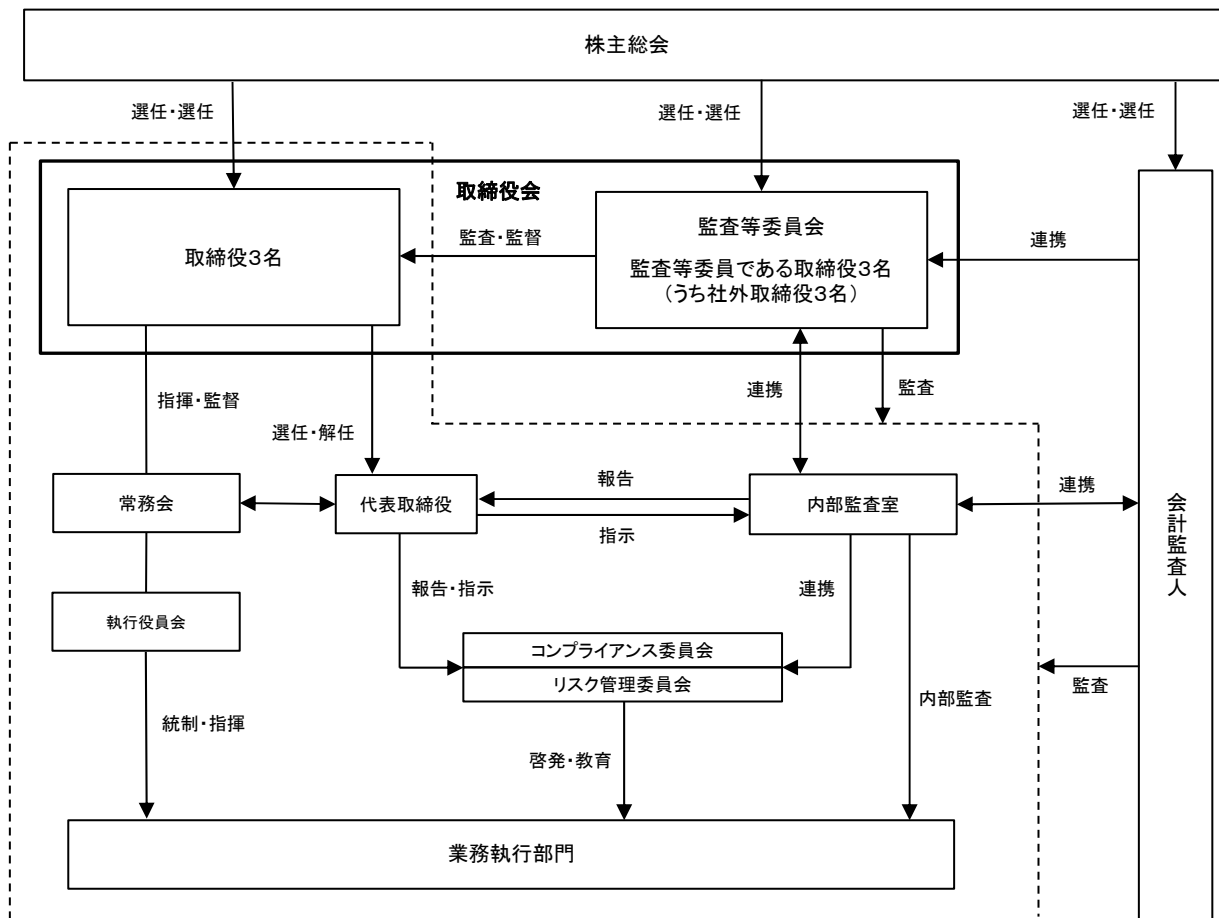 株主総会
選任・選任
選任・選任
選任・選任
取締役会
取締役3名
監査・監督
監査等委員会
監査等委員である取締役3名
（うち社外取締役3名）
連携
指揮・監督
選任・解任
連携
監査
常務会
代表取締役
報告
指示
内部監査室
連携
会計監査人
執行役員会
報告・指示
連携
コンプライアンス委員会
リスク管理委員会
監査
内部監査
統制・指揮
啓発・教育
業務執行部門